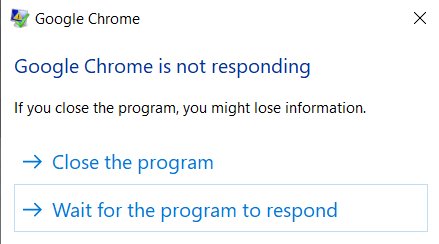 Google Chrome
Google Chrome is not responding
If you close the program, you might lose information.
Close the program
Wait for the program to respond